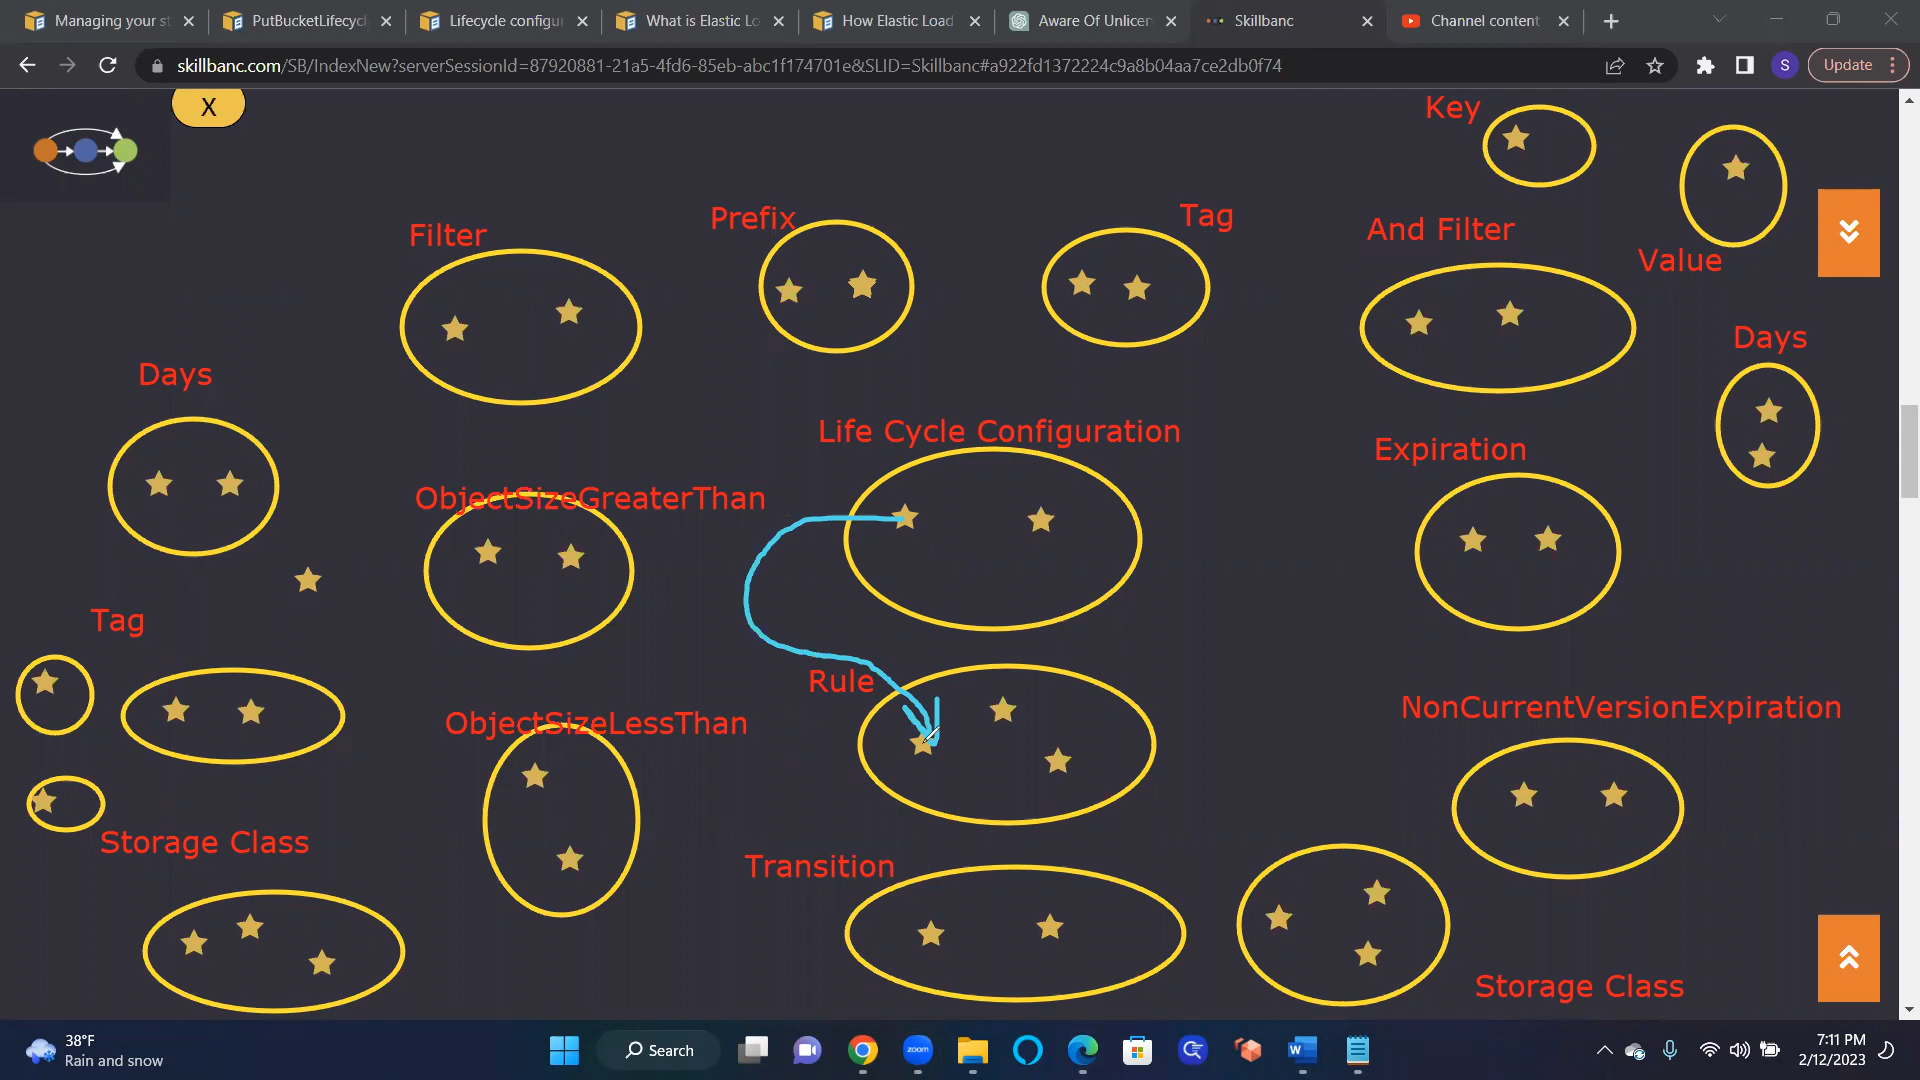 Managing your st
PutBucketLifecycl
Lifecycle configur
What is Elastic Lo
How Elastic Load
Aware Of Unlicen
Skillbanc
Channel content
skillbanc.com/SB/IndexNew?serverSessionId=87920881-21a5-4fd6-85eb-abc1f174701e&SLID=Skillbanc#a922fd1372224c9a8b04aa7ce2db0f74
S
Update
X
Key
Prefix
Tag
Filter
And Filter
Value
Days
Days
Life Cycle Configuration
Expiration
ObjectSizeGreaterThan
Tag
Rule
NonCurrentVersionExpiration
ObjectSizeLessThan
Storage Class
Transition
Storage Class
38°F
Rain and snow
Search
zoom
7:11 PM
2/12/2023